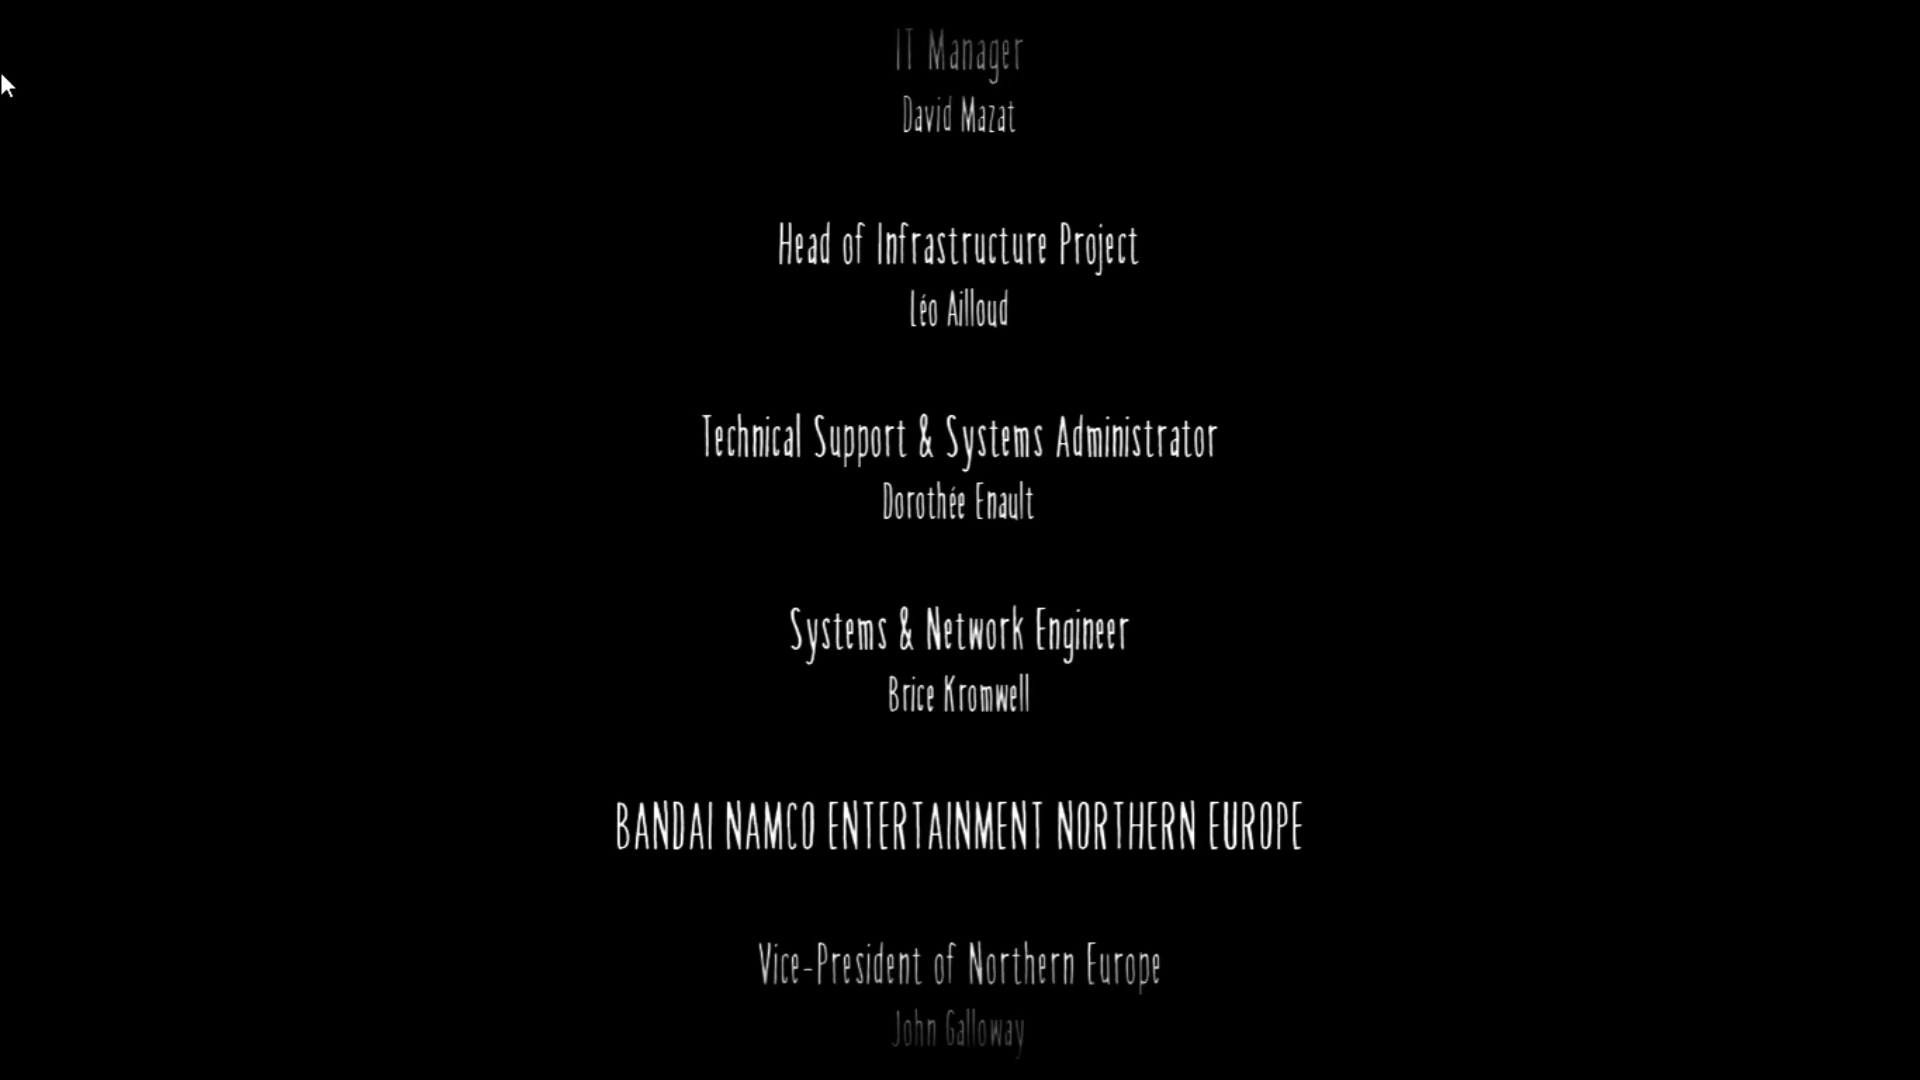 IT Manager
David Mazat
Head of Infrastructure Project
Léo Ailloud
Technical Support & Systems Administrator
Dorothée Enault
Systems & Network Engineer
Brice Kromwell
BANDAI NAMCO ENTERTAINMENT NORTHERN EUROPE
Vice-President of Northern Europe
John Galloway